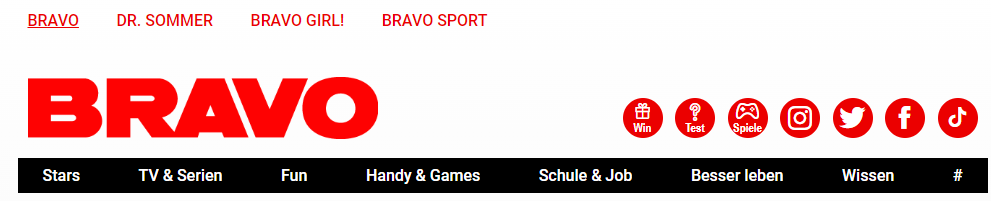 BRAVO DR. SOMMER BRAVO GIRL! BRAVO SPORT
BRAVO
Win Test Spiele
Stars TV & Serien Fun Handy & Games Schule & Job Besser leben Wissen #